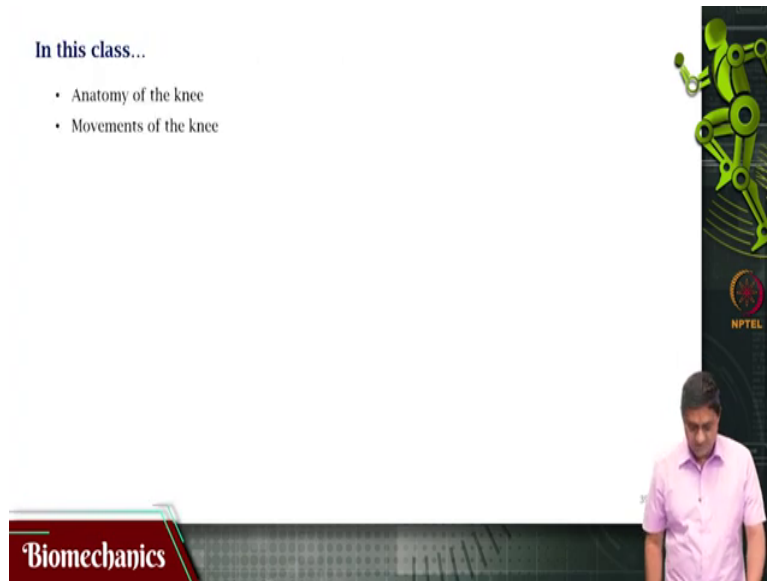 In this class...
• Anatomy of the knee
• Movements of the knee
NPTEL
Biomechanics